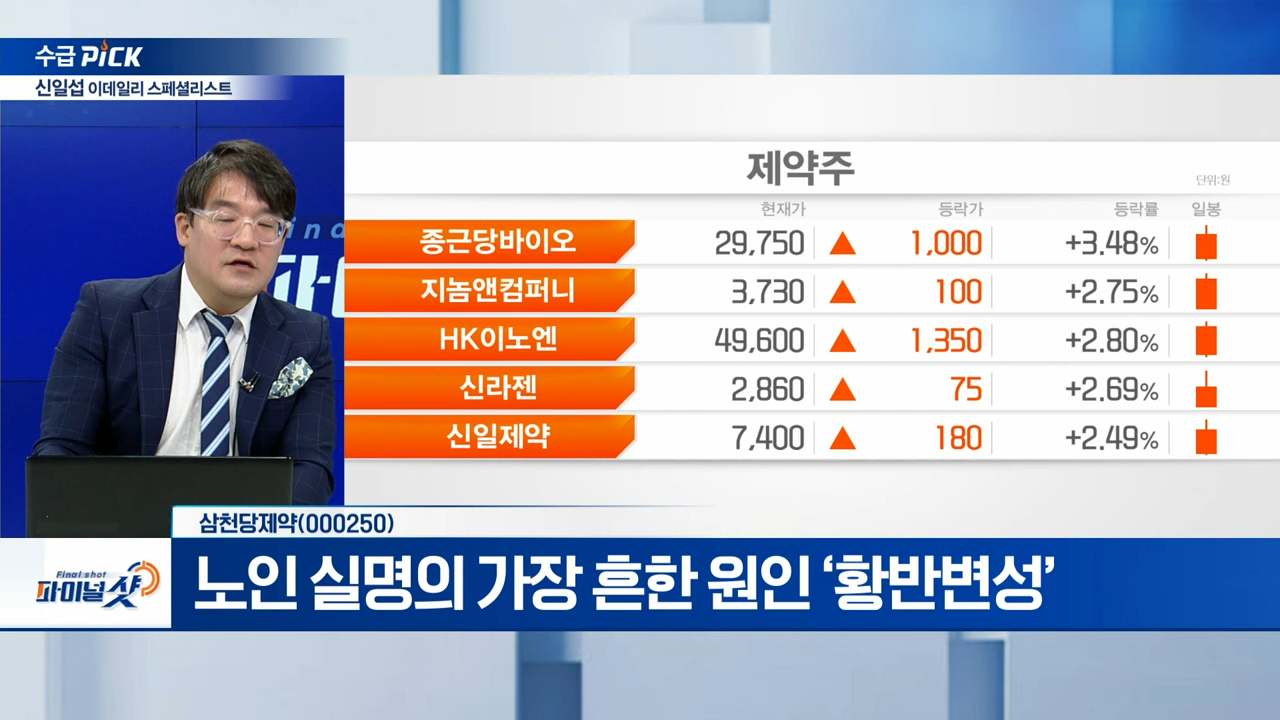 수급 PiCK
신일섭 이데일리 스페셜리스트
제약주
단위:원
현재가 등락가 등락률 일봉
종근당바이오 29,750 ▲ 1,000 +3.48%
지놈앤컴퍼니 3,730 ▲ 100 +2.75%
HK이노엔 49,600 ▲ 1,350 +2.80%
신라젠 2,860 ▲ 75 +2.69%
신일제약 7,400 ▲ 180 +2.49%
삼천당제약(000250)
Final shot
파이널샷
노인 실명의 가장 흔한 원인 ‘황반변성’